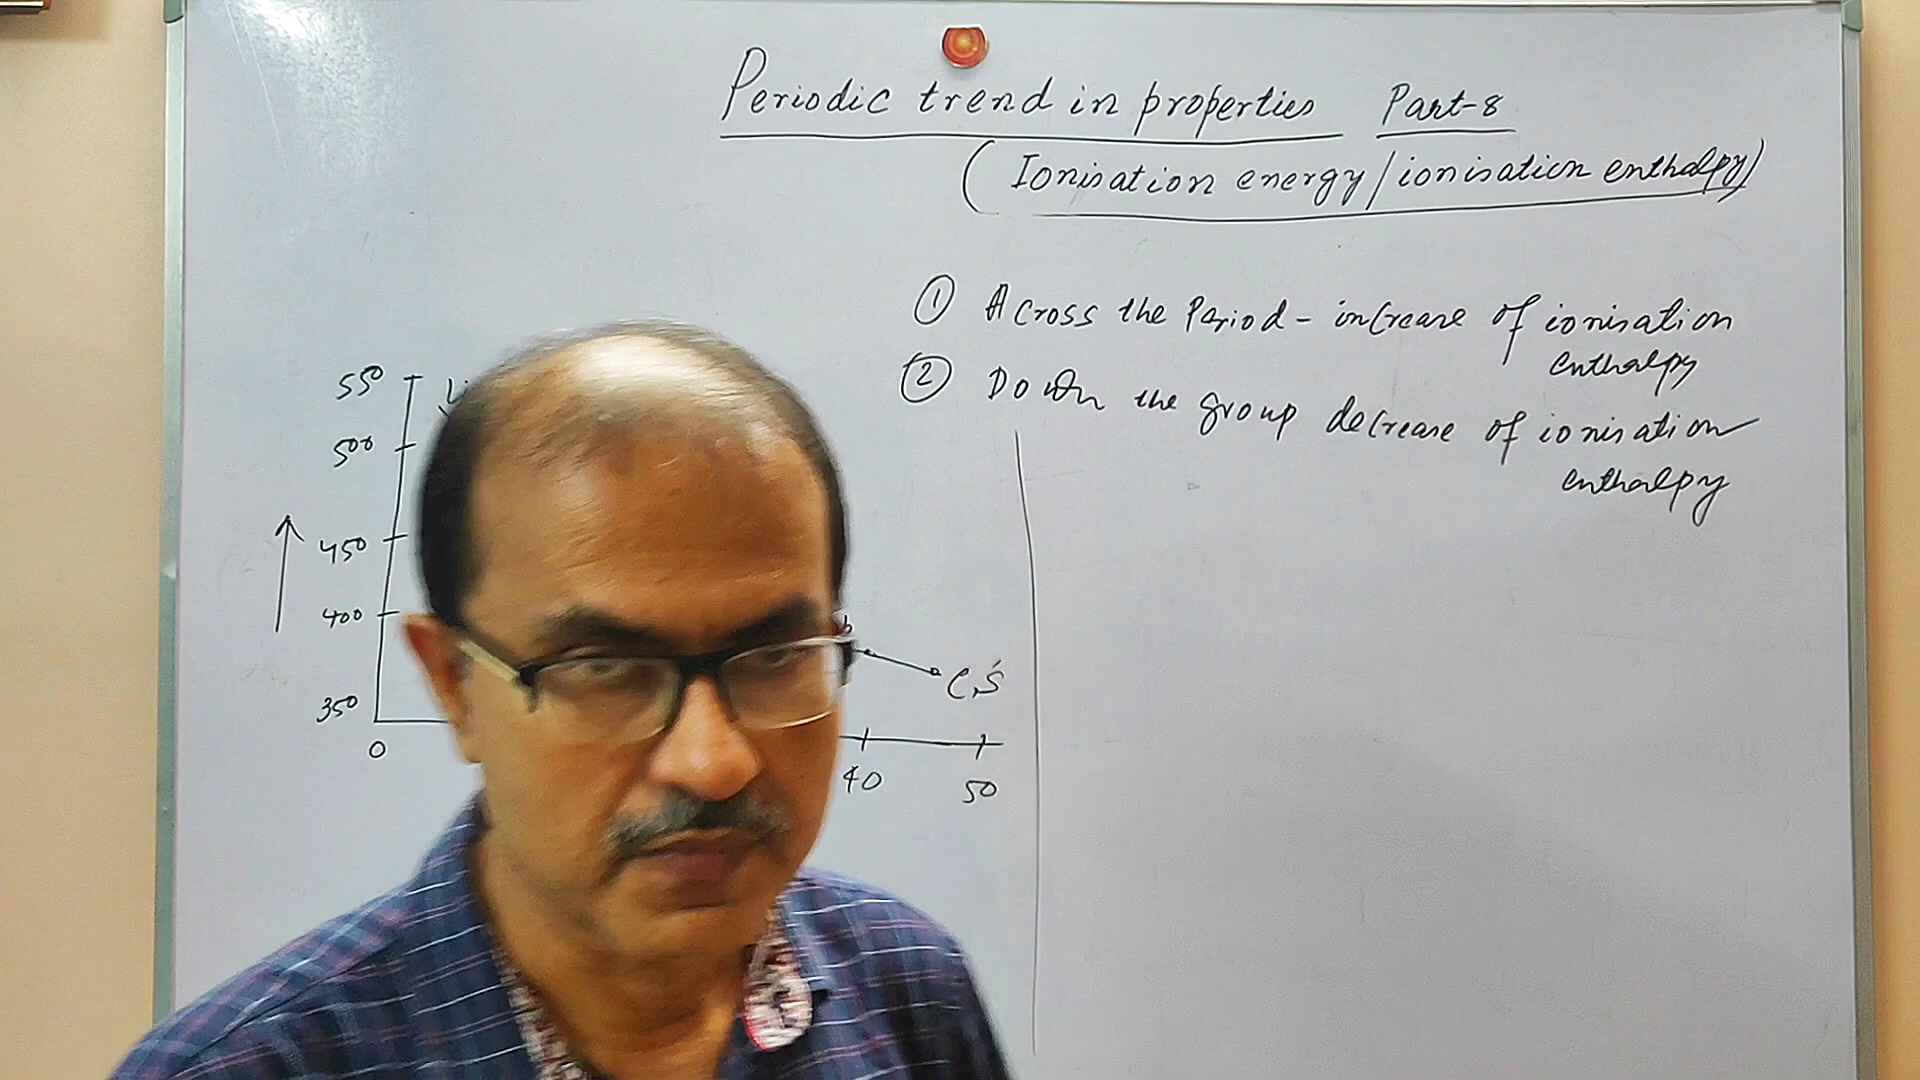 Periodic trend in properties Part-8
(Ionisation energy/ionisation enthalpy)
① Across the Period - increase of ionisation
enthalpy
② Down the group decrease of ionisation
enthalpy
550
500
450
400
350
0
40
50
Li
b
Cs